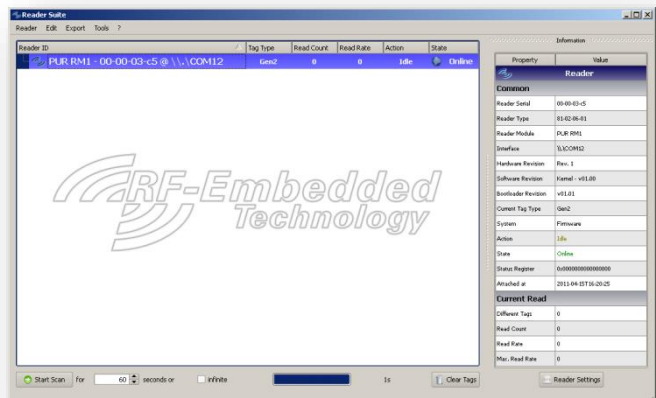 Reader Suite
Reader Edit Export Tools ?
Reader ID Tag Type Read Count Read Rate Action State
PUR RM1 - 00-00-03-c5 @ \\.\COM12 Gen2 0 0 Idle Online
RF-Embedded
Technology
Start Scan for 60 seconds or infinite 1s Clear Tags
Information
Property Value
Reader
Common
Reader Serial 00-00-03-c5
Reader Type 81-02-06-01
Reader Module PUR RM1
Interface \\.\COM12
Hardware Revision Rev. 1
Software Revision Kernel - v01.00
Bootloader Revision v01.01
Current Tag Type Gen2
System Firmware
Action Idle
State Online
Status Register 0x0000000000000000
Attached at 2011-04-15T16:20:25
Current Read
Different Tags 0
Read Count 0
Read Rate 0
Max. Read Rate 0
Reader Settings